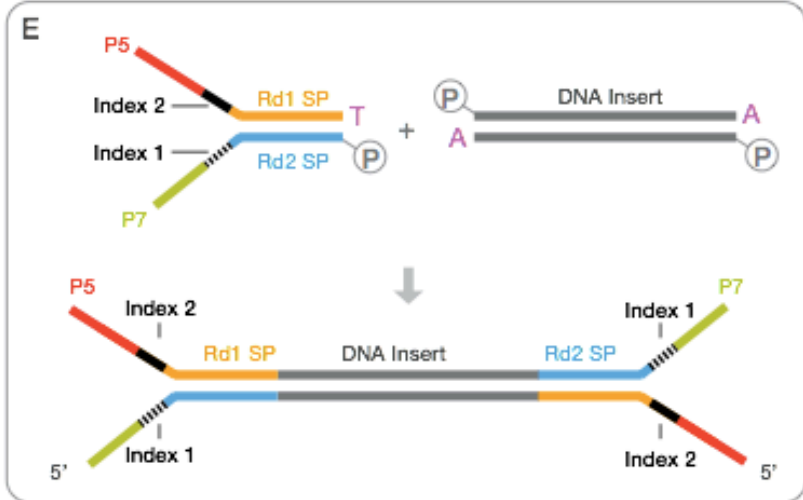 E
P5
Index 2
Rd1 SP
T
Index 1
Rd2 SP
P
P7
+
P
DNA Insert
A
A
P
P5
Index 2
Rd1 SP
DNA Insert
Rd2 SP
Index 1
P7
5’
Index 1
Index 2
5’